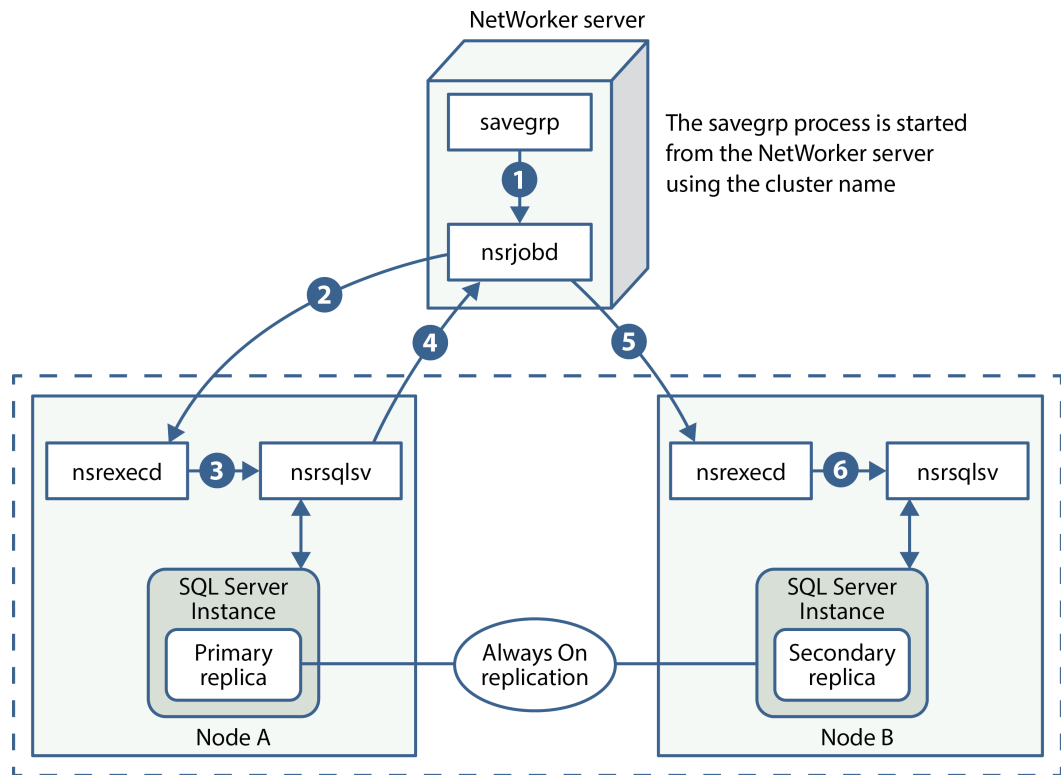 NetWorker server
savegrp
The savegrp process is started
from the NetWorker server
using the cluster name
1
nsrjobd
2
4
5
nsrexecd
3
nsrsqlsv
nsrexecd
6
nsrsqlsv
SQL Server
Instance
Primary
replica
Node A
Always On
replication
SQL Server
Instance
Secondary
replica
Node B